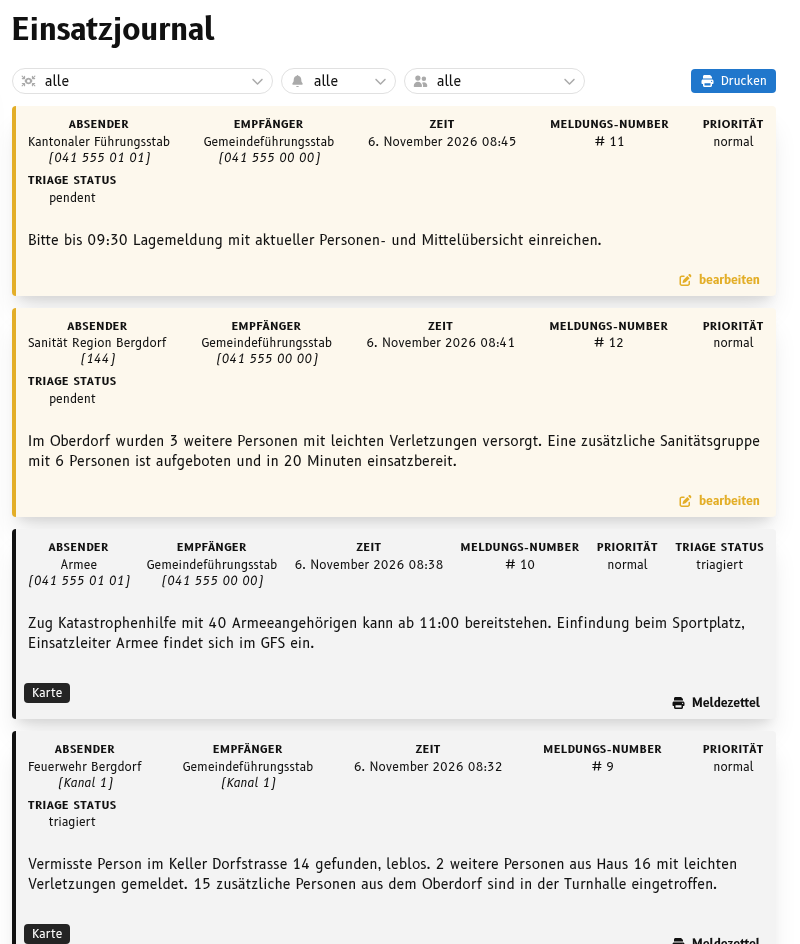 Einsatzjournal
alle alle alle Drucken
ABSENDER EMPFÄNGER ZEIT MELDUNGS-NUMBER PRIORITÄT
Kantonaler Führungsstab Gemeindeführungsstab 6. November 2026 08:45 # 11 normal
[041 555 01 01] [041 555 00 00]
TRIAGE STATUS
pendent
Bitte bis 09:30 Lagemeldung mit aktueller Personen- und Mittelübersicht einreichen.
bearbeiten
ABSENDER EMPFÄNGER ZEIT MELDUNGS-NUMBER PRIORITÄT
Sanität Region Bergdorf Gemeindeführungsstab 6. November 2026 08:41 # 12 normal
[144] [041 555 00 00]
TRIAGE STATUS
pendent
Im Oberdorf wurden 3 weitere Personen mit leichten Verletzungen versorgt. Eine zusätzliche Sanitätsgruppe
mit 6 Personen ist aufgeboten und in 20 Minuten einsatzbereit.
bearbeiten
ABSENDER EMPFÄNGER ZEIT MELDUNGS-NUMBER PRIORITÄT TRIAGE STATUS
Armee Gemeindeführungsstab 6. November 2026 08:38 # 10 normal triagiert
[041 555 01 01] [041 555 00 00]
Zug Katastrophenhilfe mit 40 Armeeangehörigen kann ab 11:00 bereitstehen. Einfindung beim Sportplatz,
Einsatzleiter Armee findet sich im GFS ein.
Karte
Meldezettel
ABSENDER EMPFÄNGER ZEIT MELDUNGS-NUMBER PRIORITÄT
Feuerwehr Bergdorf Gemeindeführungsstab 6. November 2026 08:32 # 9 normal
[Kanal 1] [Kanal 1]
TRIAGE STATUS
triagiert
Vermisste Person im Keller Dorfstrasse 14 gefunden, leblos. 2 weitere Personen aus Haus 16 mit leichten
Verletzungen gemeldet. 15 zusätzliche Personen aus dem Oberdorf sind in der Turnhalle eingetroffen.
Karte
Meldezettel